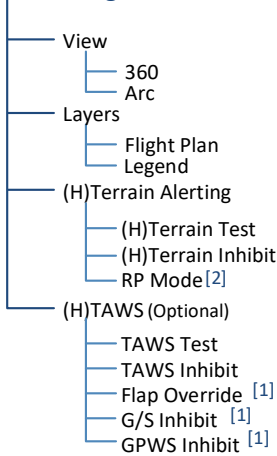 View
360
Arc
Layers
Flight Plan
Legend
(H)Terrain Alerting
(H)Terrain Test
(H)Terrain Inhibit
RP Mode[2]
(H)TAWS (Optional)
TAWS Test
TAWS Inhibit
Flap Override [1]
G/S Inhibit [1]
GPWS Inhibit [1]